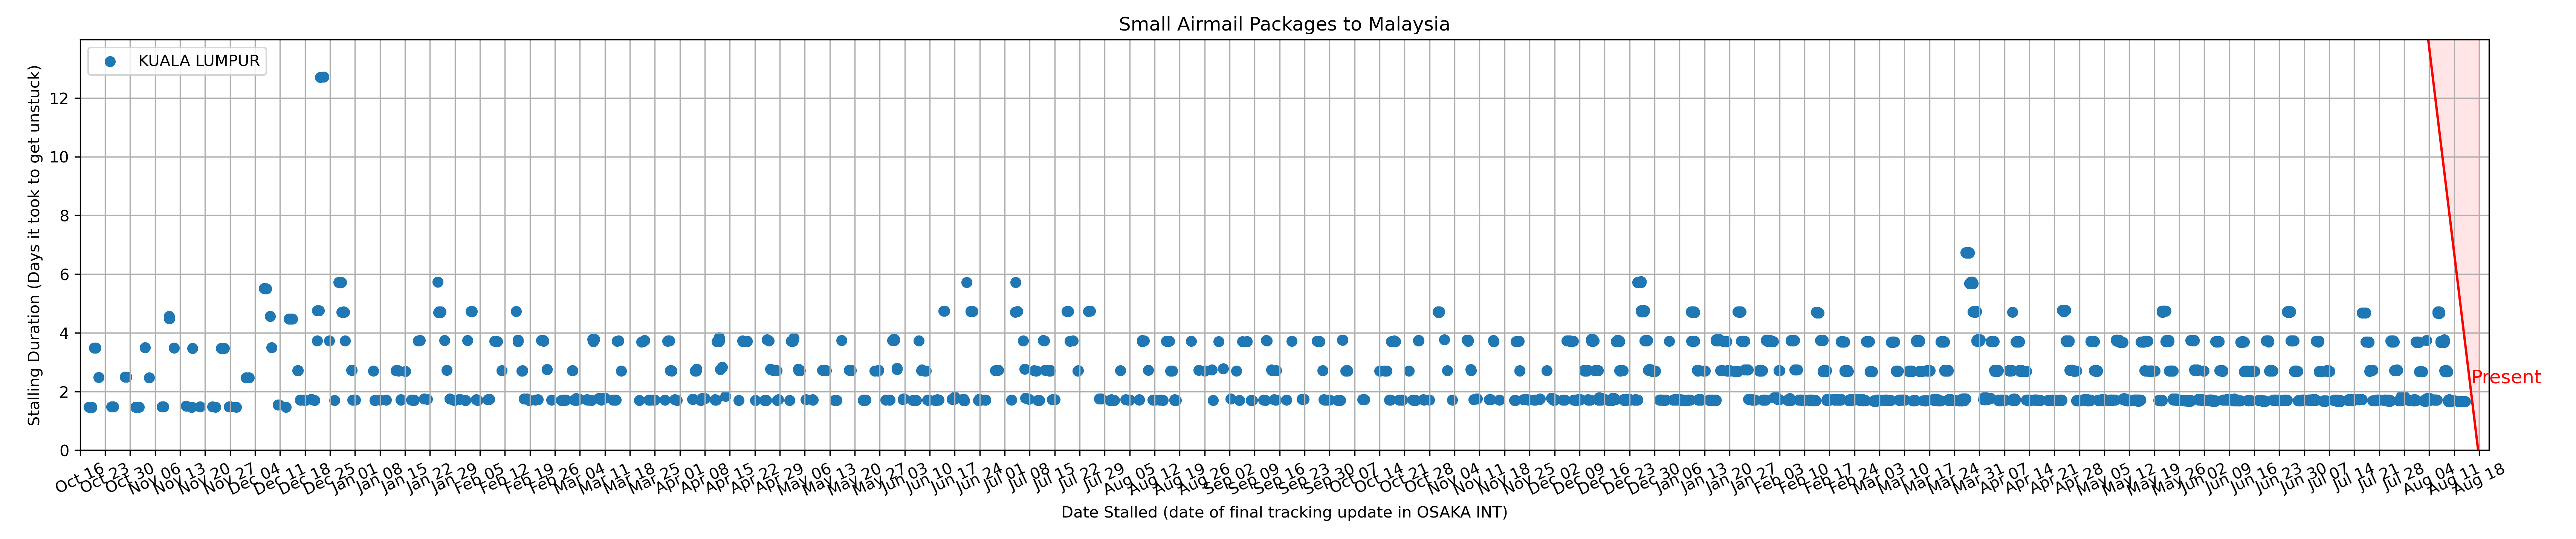 Small Airmail Packages to Malaysia
KUALA LUMPUR
Stalling Duration (Days it took to get unstuck)
12
10
8
6
4
2
0
Present
Oct 16
Oct 23
Oct 30
Nov 06
Nov 13
Nov 20
Nov 27
Dec 04
Dec 11
Dec 18
Dec 25
Jan 01
Jan 08
Jan 15
Jan 22
Jan 29
Feb 05
Feb 12
Feb 19
Feb 26
Mar 04
Mar 11
Mar 18
Mar 25
Apr 01
Apr 08
Apr 15
Apr 22
Apr 29
May 06
May 13
May 20
May 27
Jun 03
Jun 10
Jun 17
Jun 24
Jul 01
Jul 08
Jul 15
Jul 22
Jul 29
Aug 05
Aug 12
Aug 19
Aug 26
Sep 02
Sep 09
Sep 16
Sep 23
Sep 30
Oct 07
Oct 14
Oct 21
Oct 28
Nov 04
Nov 11
Nov 18
Nov 25
Dec 02
Dec 09
Dec 16
Dec 23
Dec 30
Jan 06
Jan 13
Jan 20
Jan 27
Feb 03
Feb 10
Feb 17
Feb 24
Mar 03
Mar 10
Mar 17
Mar 24
Mar 31
Apr 07
Apr 14
Apr 21
Apr 28
May 05
May 12
May 19
May 26
Jun 02
Jun 09
Jun 16
Jun 23
Jun 30
Jul 07
Jul 14
Jul 21
Jul 28
Aug 04
Aug 11
Aug 18
Date Stalled (date of final tracking update in OSAKA INT)